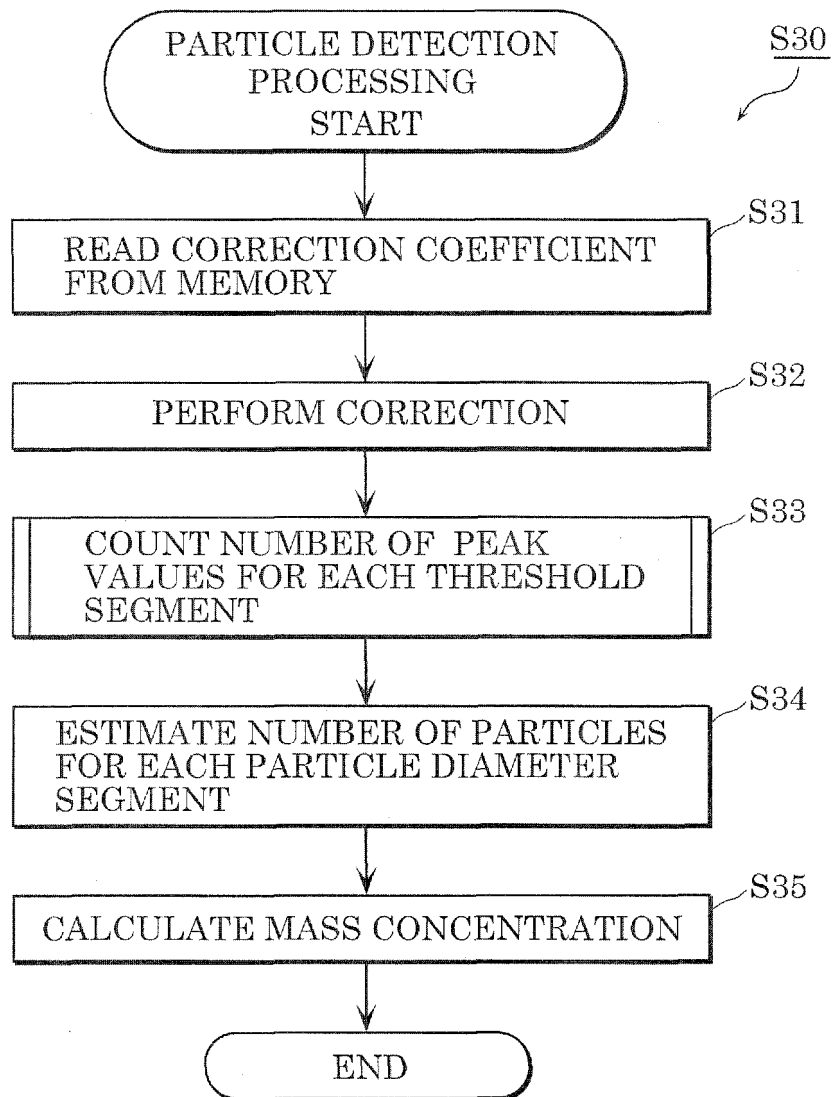 PARTICLE DETECTION
PROCESSING
START
S30
S31
READ CORRECTION COEFFICIENT
FROM MEMORY
S32
PERFORM CORRECTION
S33
COUNT NUMBER OF PEAK
VALUES FOR EACH THRESHOLD
SEGMENT
S34
ESTIMATE NUMBER OF PARTICLES
FOR EACH PARTICLE DIAMETER
SEGMENT
S35
CALCULATE MASS CONCENTRATION
END